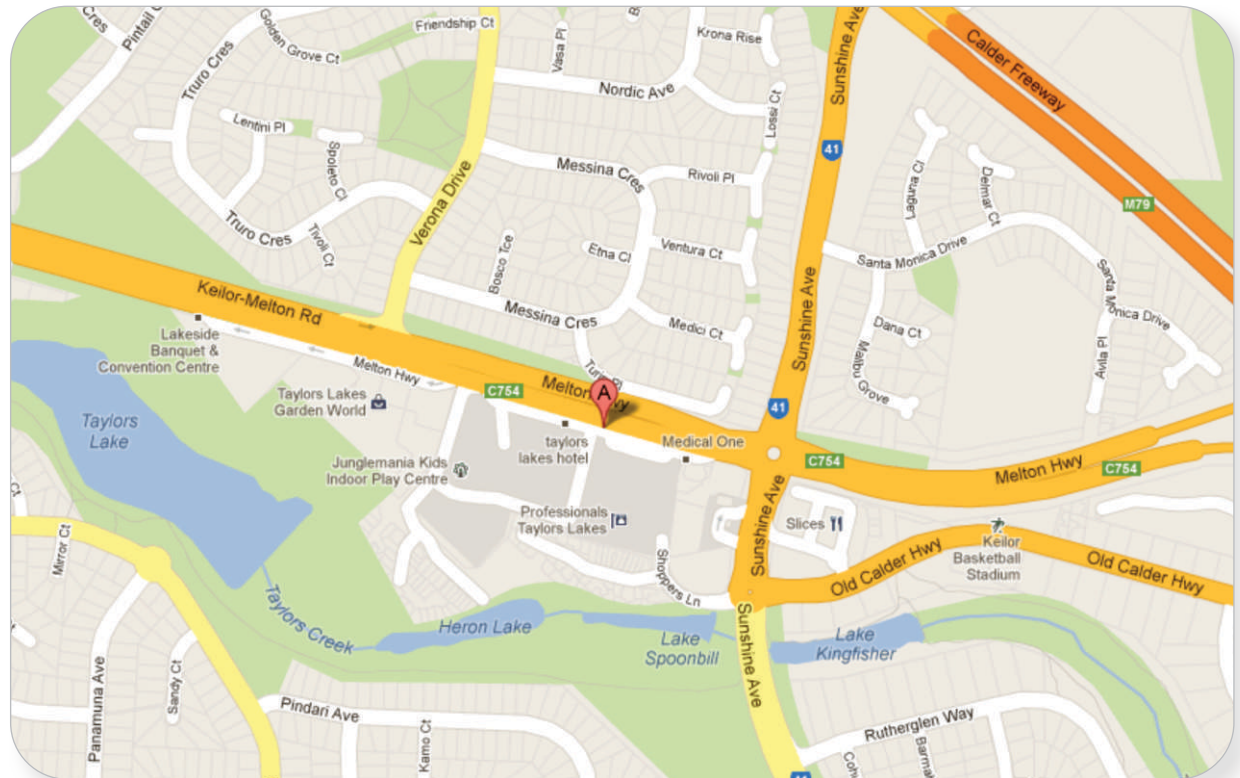 Cres
Pintail
Golden Grove Ct
Friendship Ct
Vasa Pl
Krona Rise
Sunshine Ave
Calder Freeway
Truro Cres
Nordic Ave
Lossi Ct
Lentini Pl
Spoleto Cl
Messina Cres
Rivoli Pl
41
Laguna Cl
Delmar Ct
M79
Verona Drive
Truro Cres
Tivoli Ct
Bosco Tce
Etna Cl
Ventura Ct
Santa Monica Drive
Santa Monica Drive
Keilor-Melton Rd
Messina Cres
Medici Ct
Sunshine Ave
Dana Ct
Malibu Grove
Avila Pl
Lakeside
Banquet &
Convention Centre
Melton Hwy
C754
Melton
A
41
Taylors Lakes
Garden World
Taylors
Lake
taylors
lakes hotel
Medical One
C754
Melton Hwy
C754
Junglemania Kids
Indoor Play Centre
Professionals
Taylors Lakes
Sunshine Ave
Slices
Keilor
Basketball
Stadium
Old Calder Hwy
Old Calder Hwy
Ct
Mirror Ct
Shoppers Ln
Taylors Creek
Heron Lake
Lake
Spoonbill
Sunshine Ave
Lake
Kingfisher
Panamuna Ave
Sandy Ct
Pindari Ave
Kamo Ct
Rutherglen Way